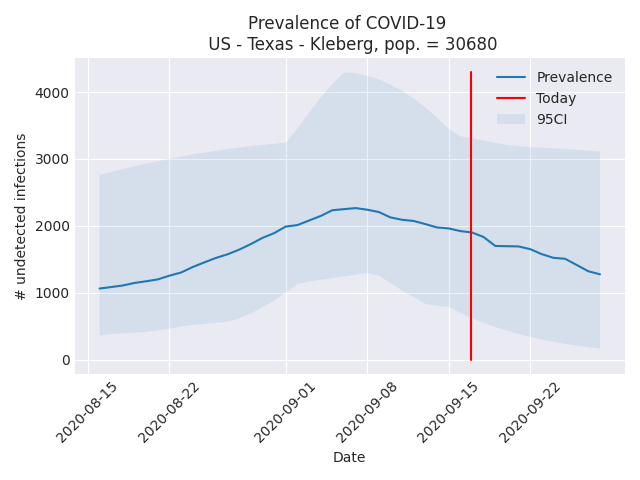 Prevalence of COVID-19
US - Texas - Kleberg, pop. = 30680
Prevalence
Today
95CI
# undetected infections
4000
3000
2000
1000
0
2020-08-15
2020-08-22
2020-09-01
2020-09-08
2020-09-15
2020-09-22
Date